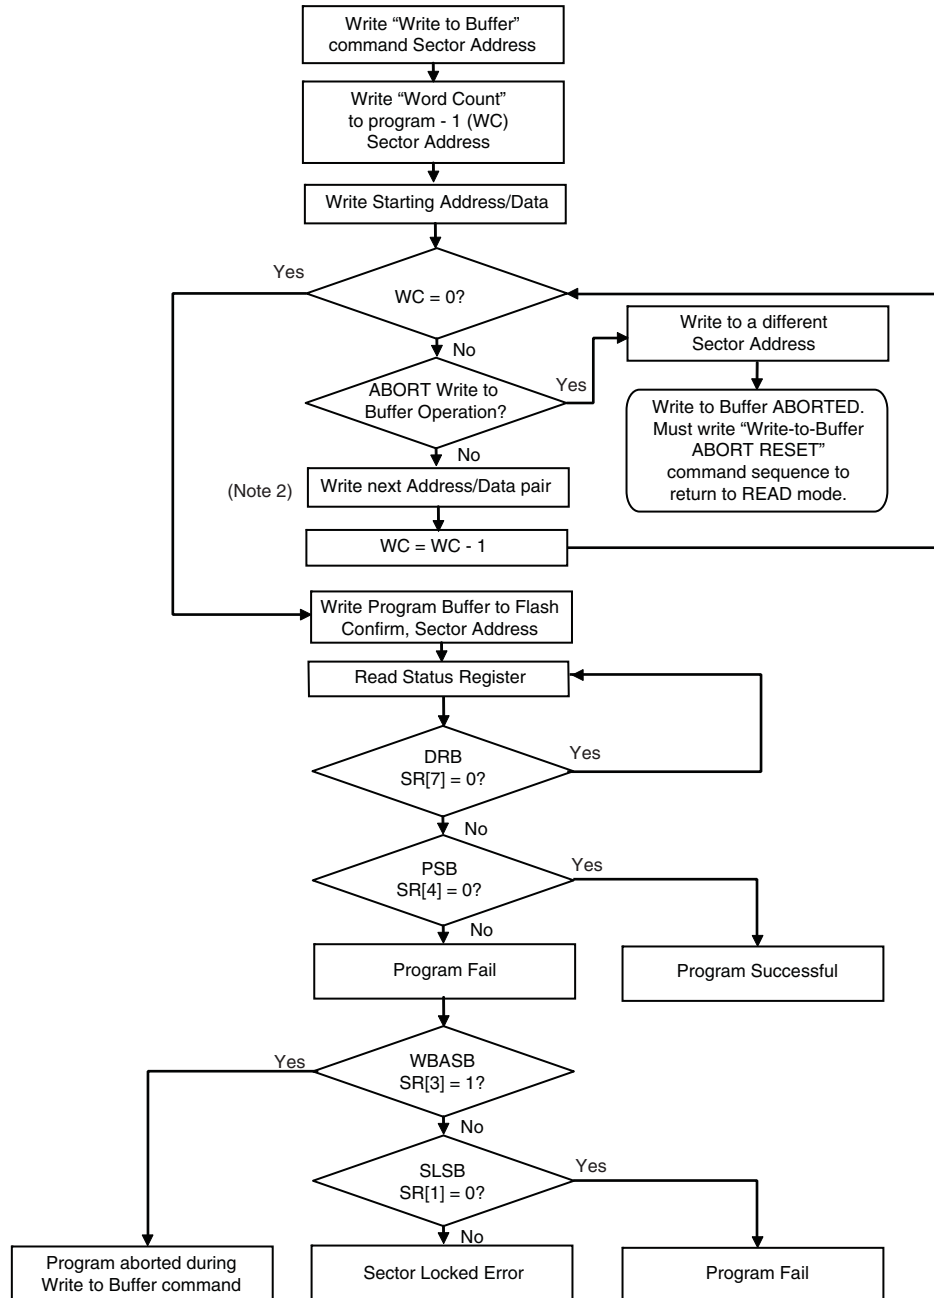 Write “Write to Buffer”
command Sector Address
Write “Word Count”
to program - 1 (WC)
Sector Address
Write Starting Address/Data
Yes
WC = 0?
No
Write to a different
Sector Address
ABORT Write to
Buffer Operation?
Yes
No
Write to Buffer ABORTED.
Must write “Write-to-Buffer
ABORT RESET”
command sequence to
return to READ mode.
(Note 2)
Write next Address/Data pair
WC = WC - 1
Write Program Buffer to Flash
Confirm, Sector Address
Read Status Register
DRB
SR[7] = 0?
Yes
No
PSB
SR[4] = 0?
Yes
No
Program Fail
Program Successful
Yes
WBASB
SR[3] = 1?
No
SLSB
SR[1] = 0?
Yes
No
Program aborted during
Write to Buffer command
Sector Locked Error
Program Fail